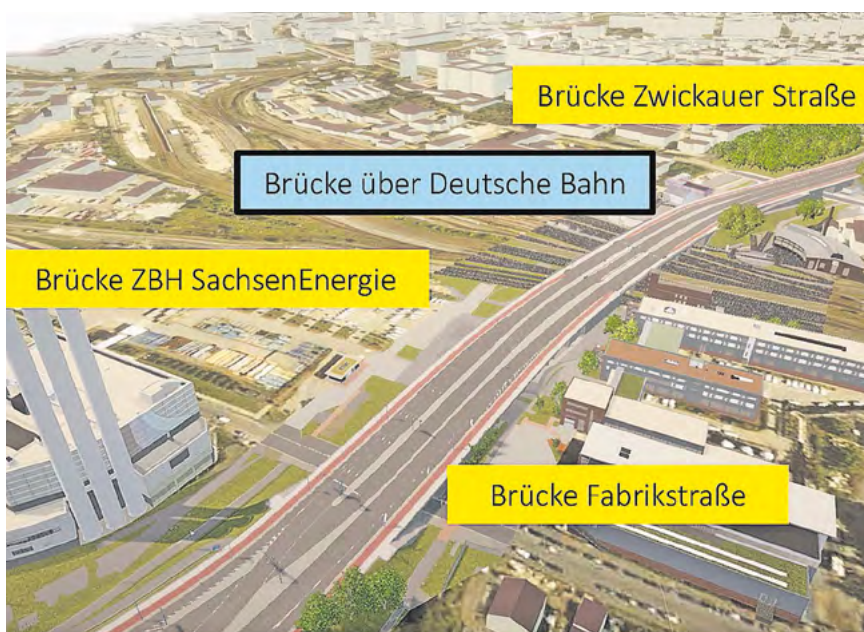 Brücke Zwickauer Straße
Brücke über Deutsche Bahn
Brücke ZBH SachsenEnergie
Brücke Fabrikstraße